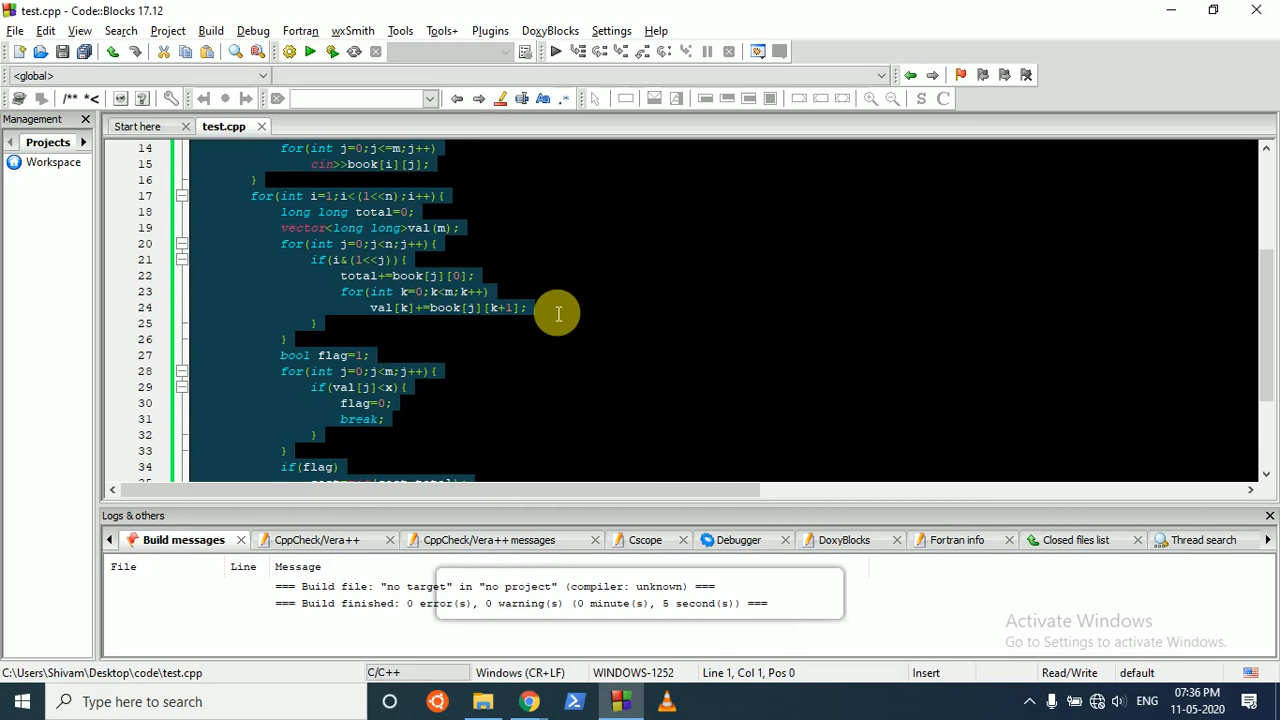 test.cpp - Code::Blocks 17.12
File Edit View Search Project Build Debug Fortran wxSmith Tools Tools+ Plugins DoxyBlocks Settings Help
<global>
/** *<
S C
Management
Start here
test.cpp
Projects
Workspace
14 for(int j=0;j<=m;j++)
15 cin>>book[i][j];
16 }
17 for(int i=1;i<(1<<n);i++){
18 long long total=0;
19 vector<long long>val(m);
20 for(int j=0;j<n;j++){
21 if(i&(1<<j)){
22 total+=book[j][0];
23 for(int k=0;k<m;k++)
24 val[k]+=book[j][k+1];
25 }
26 }
27 bool flag=1;
28 for(int j=0;j<m;j++){
29 if(val[j]<x){
30 flag=0;
31 break;
32 }
33 }
34 if(flag)
Logs & others
Build messages CppCheck/Vera++ CppCheck/Vera++ messages Cscope Debugger DoxyBlocks Fortran info Closed files list Thread search
File Line Message
=== Build file: "no target" in "no project" (compiler: unknown) ===
=== Build finished: 0 error(s), 0 warning(s) (0 minute(s), 5 second(s)) ===
Activate Windows
Go to Settings to activate Windows.
C:\Users\Shivam\Desktop\code\test.cpp C/C++ Windows (CR+LF) WINDOWS-1252 Line 1, Col 1, Pos 0 Insert Read/Write default
Type here to search
ENG
07:36 PM
11-05-2020